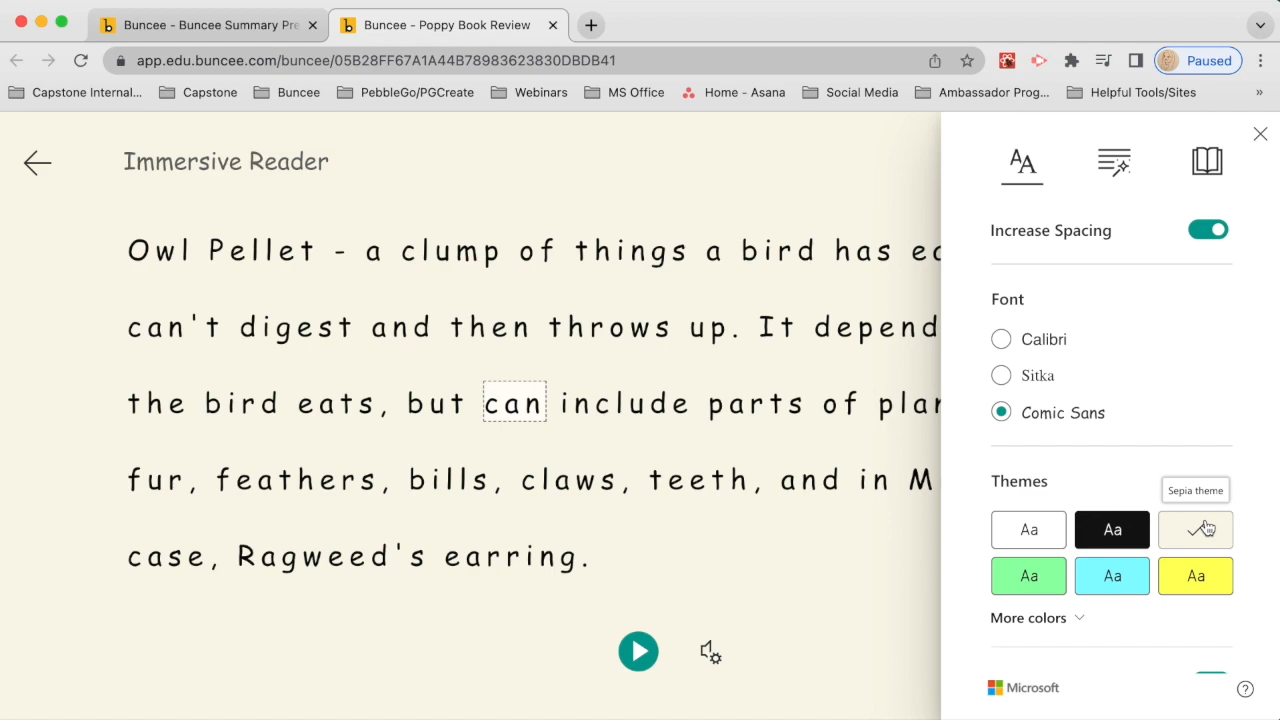 Buncee - Buncee Summary Pre
Buncee - Poppy Book Review
app.edu.buncee.com/buncee/05B28FF67A1A44B78983623830DBDB41
Paused
Capstone Internal...
Capstone
Buncee
PebbleGo/PGCreate
Webinars
MS Office
Home - Asana
Social Media
Ambassador Prog...
Helpful Tools/Sites
»
Immersive Reader
Owl Pellet - a clump of things a bird has
can't digest and then throws up. It depend
the bird eats, but can include parts of
fur, feathers, bills, claws, teeth, and in M
case, Ragweed's earring.
Increase Spacing
Font
Calibri
Sitka
Comic Sans
Themes
Sepia theme
Aa
Aa
Aa
Aa
Aa
More colors
Microsoft